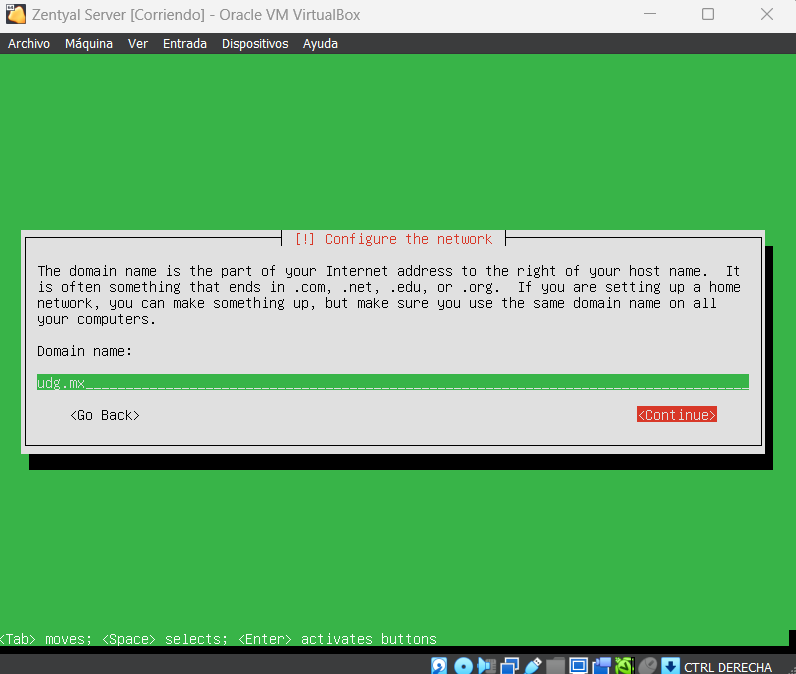 Zentyal Server [Corriendo] - Oracle VM VirtualBox
Archivo Máquina Ver Entrada Dispositivos Ayuda
[!] Configure the network
The domain name is the part of your Internet address to the right of your host name.  It
is often something that ends in .com, .net, .edu, or .org.  If you are setting up a home
network, you can make something up, but make sure you use the same domain name on all
your computers.
Domain name:
udg.mx
<Go Back> <Continue>
<Tab> moves; <Space> selects; <Enter> activates buttons
CTRL DERECHA